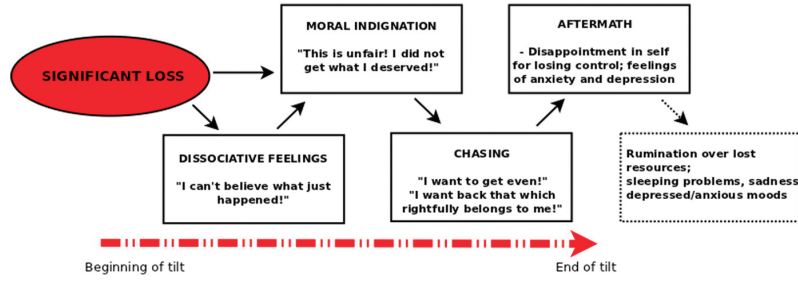 SIGNIFICANT LOSS
MORAL INDIGNATION
"This is unfair! I did not
get what I deserved!"
DISSOCIATIVE FEELINGS
"I can't believe what just
happened!"
CHASING
"I want to get even!"
"I want back that which
rightfully belongs to me!"
AFTERMATH
- Disappointment in self
for losing control; feelings
of anxiety and depression
Rumination over lost
resources;
sleeping problems, sadness
depressed/anxious moods
Beginning of tilt
End of tilt